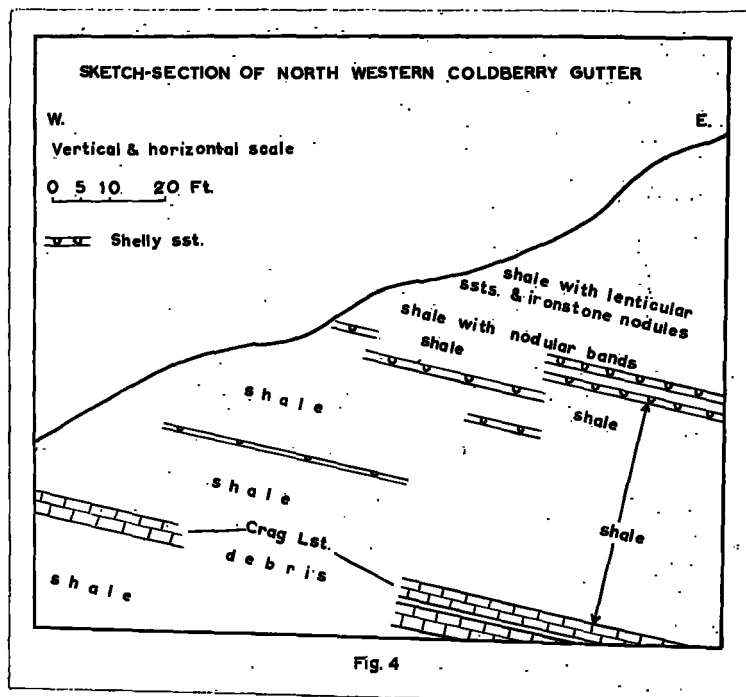 SKETCH-SECTION OF NORTH WESTERN COLDBERRY GUTTER
W.
E.
Vertical & horizontal scale
0 5 10 20 Ft.
Shelly sst.
shale with lenticular
ssts. & ironstone nodules
shale with nodular bands
shale
shale
shale
shale
shale
Crag Lst.
debris
shale
Fig. 4